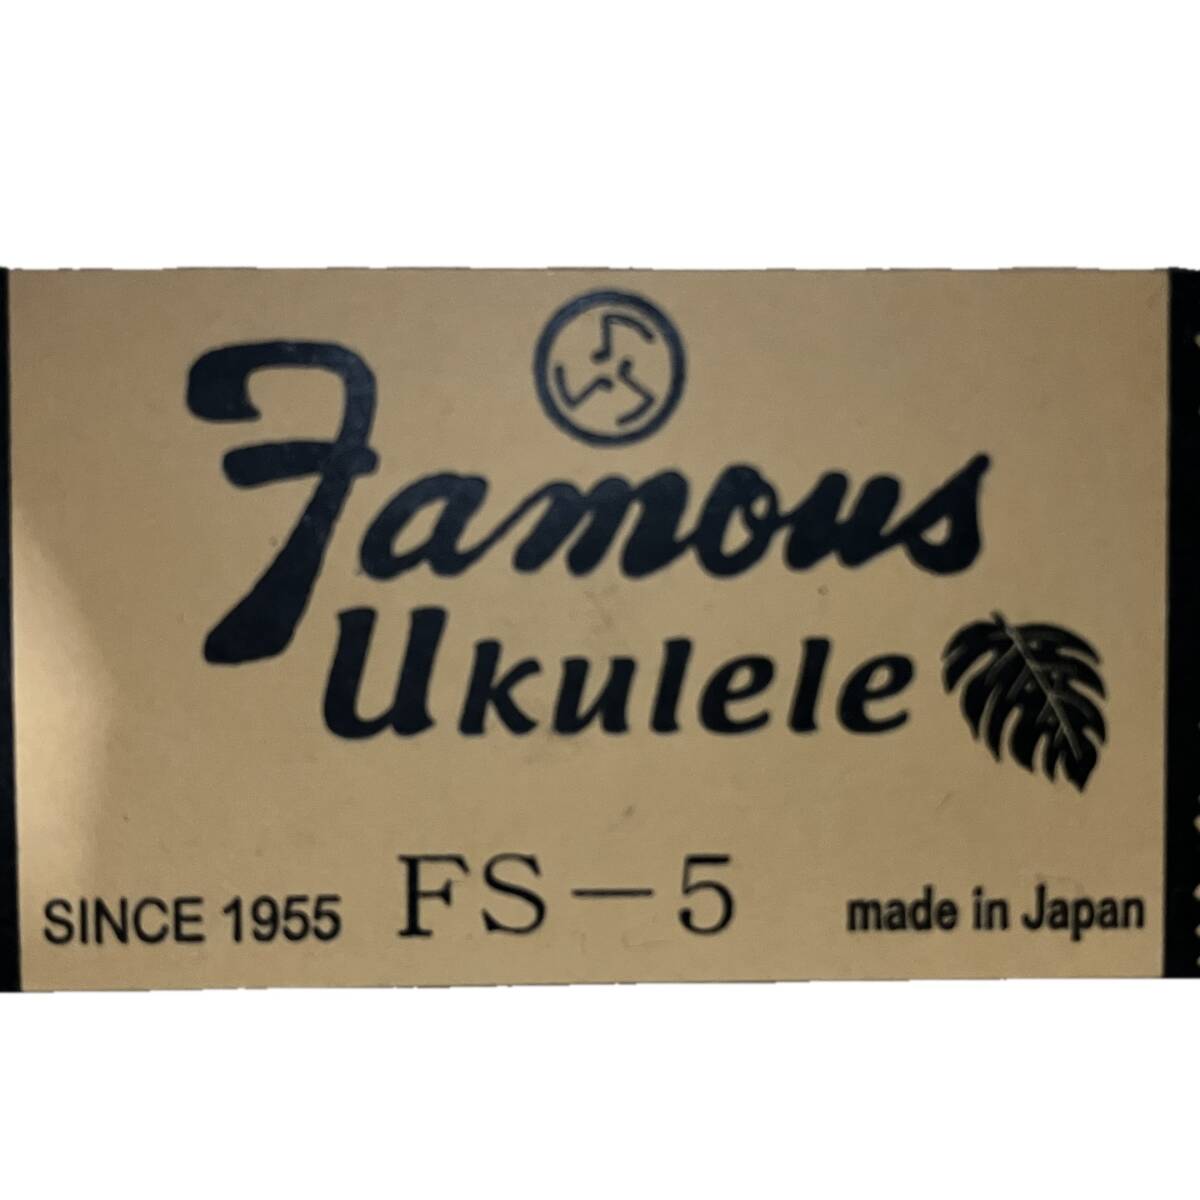 Famous
Ukulele
SINCE 1955 FS-5 made in Japan